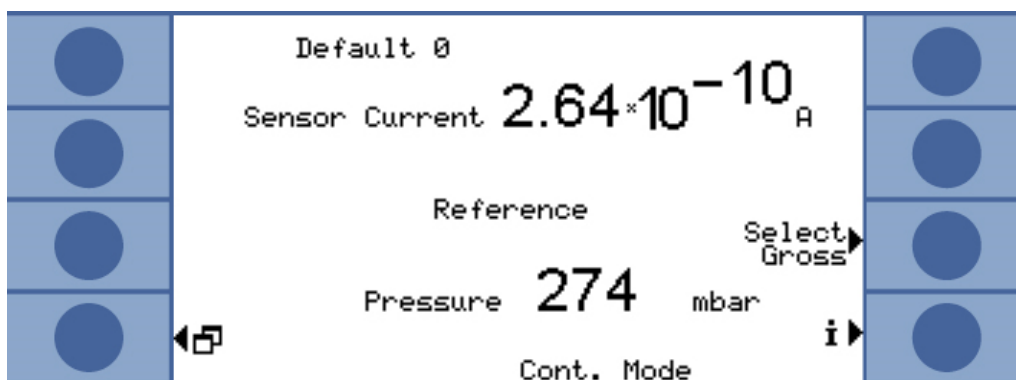 Default 0
Sensor Current 2.64×10⁻¹⁰ A
Reference
Select Gross
Pressure 274 mbar
i
Cont. Mode